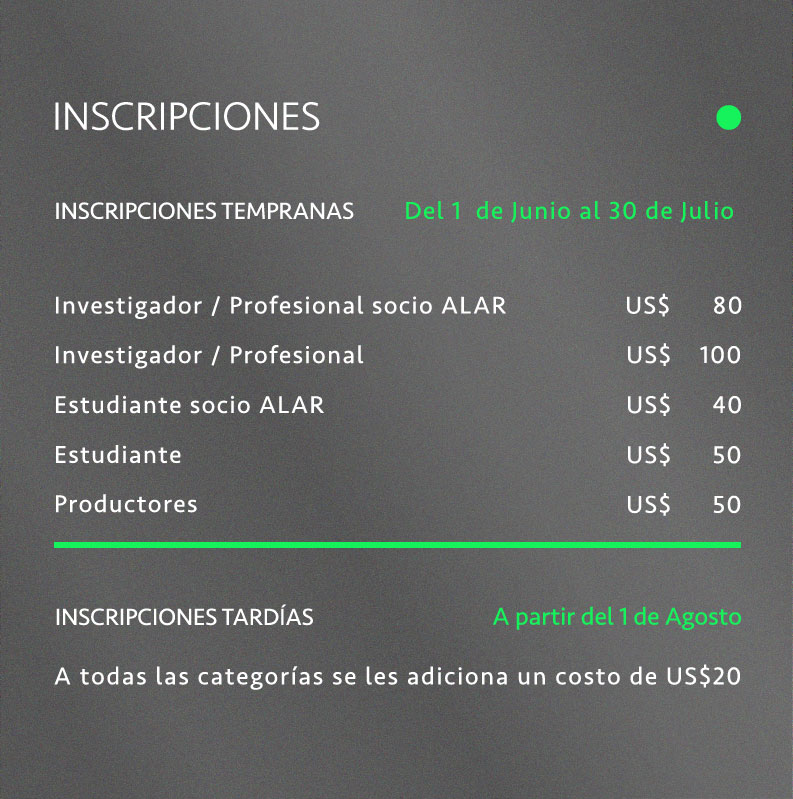 INSCRIPCIONES
INSCRIPCIONES TEMPRANAS Del 1 de Junio al 30 de Julio
Investigador / Profesional socio ALAR US$ 80
Investigador / Profesional US$ 100
Estudiante socio ALAR US$ 40
Estudiante US$ 50
Productores US$ 50
INSCRIPCIONES TARDÍAS A partir del 1 de Agosto
A todas las categorías se les adiciona un costo de US$20